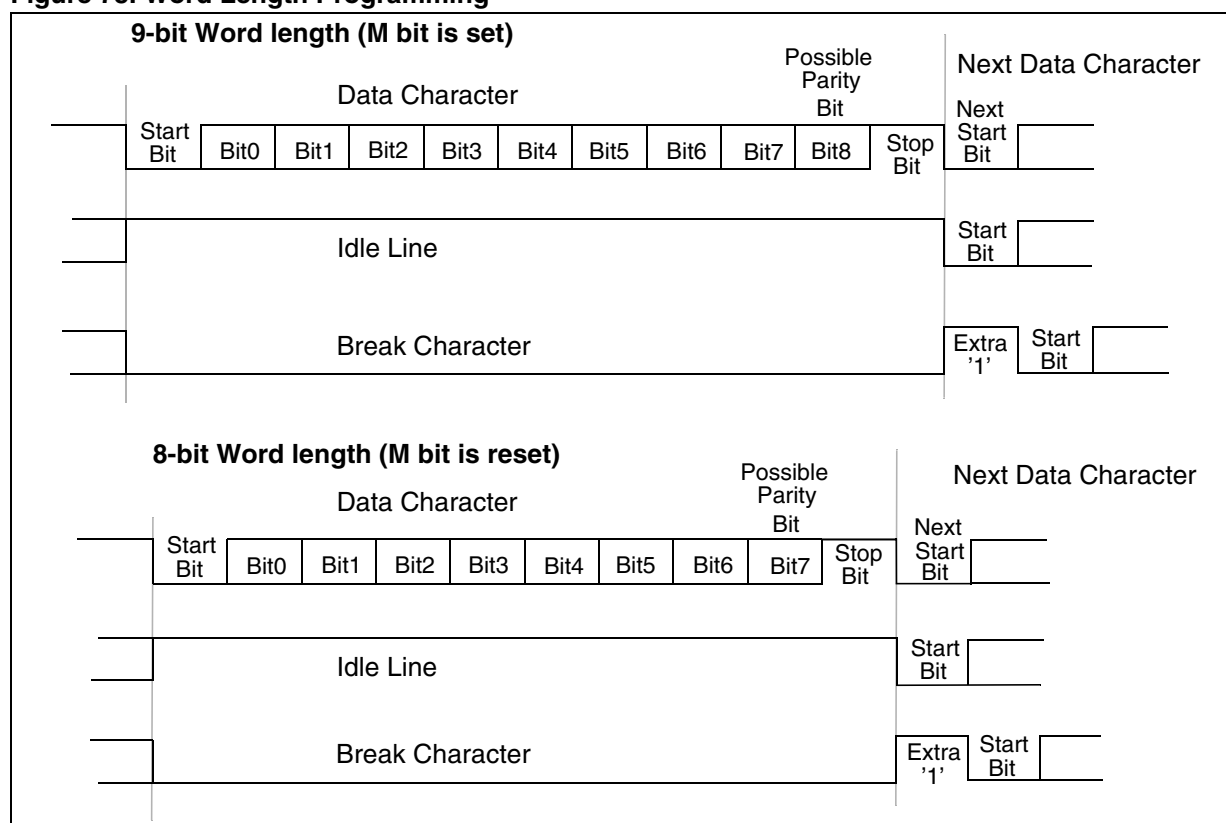 9-bit Word length (M bit is set)
Possible
Parity
Bit
Next Data Character
Data Character
Next
Start
Bit
Start
Bit
Bit0 Bit1 Bit2 Bit3 Bit4 Bit5 Bit6 Bit7 Bit8
Stop
Bit
Idle Line
Start
Bit
Break Character
Extra
'1'
Start
Bit
8-bit Word length (M bit is reset)
Possible
Parity
Bit
Next Data Character
Data Character
Next
Start
Bit
Start
Bit
Bit0 Bit1 Bit2 Bit3 Bit4 Bit5 Bit6 Bit7
Stop
Bit
Idle Line
Start
Bit
Break Character
Extra
'1'
Start
Bit